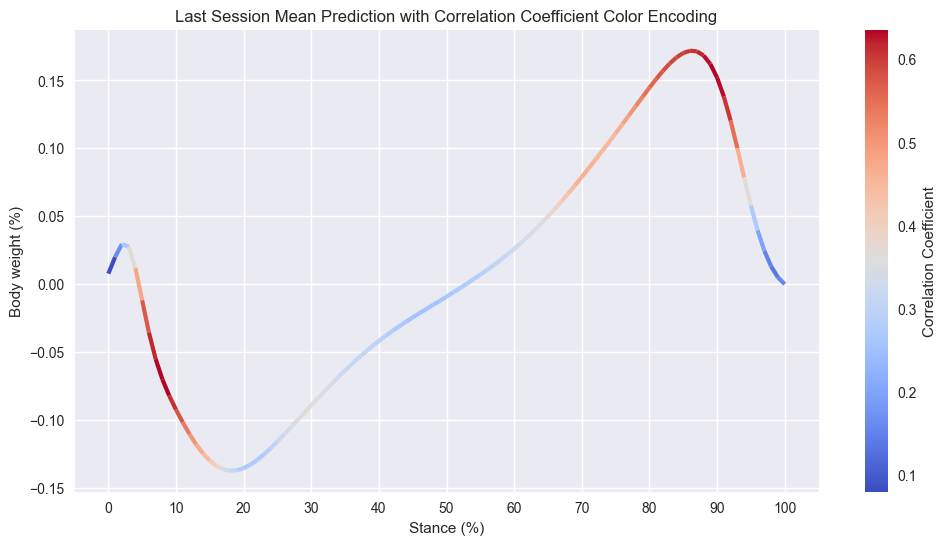 Last Session Mean Prediction with Correlation Coefficient Color Encoding
0.15
0.10
0.05
0.00
−0.05
−0.10
−0.15
Body weight (%)
0 10 20 30 40 50 60 70 80 90 100
Stance (%)
0.6
0.5
0.4
0.3
0.2
0.1
Correlation Coefficient